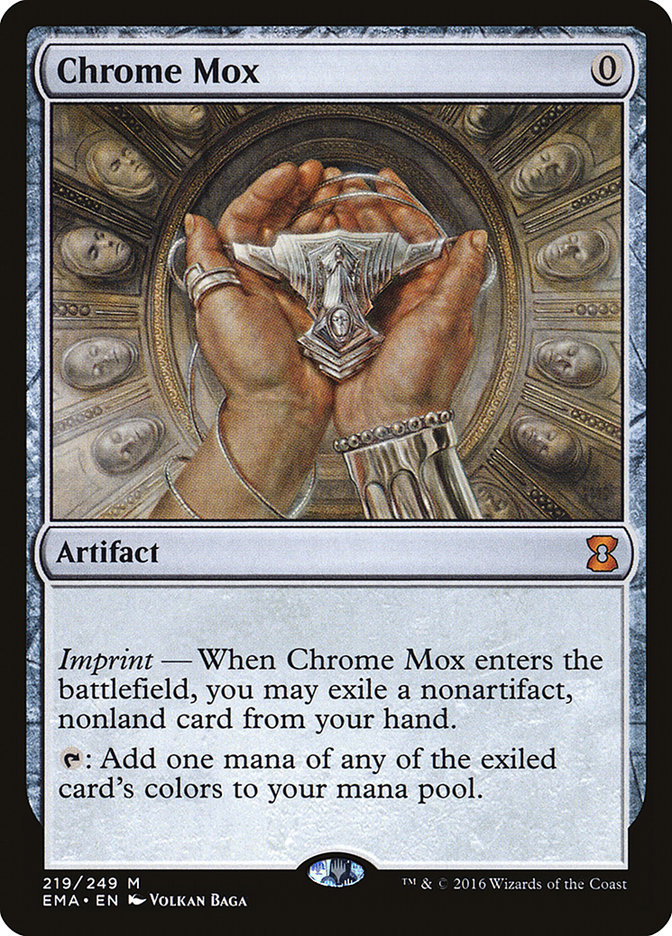 Chrome Mox 0
Artifact
Imprint — When Chrome Mox enters the
battlefield, you may exile a nonartifact,
nonland card from your hand.
: Add one mana of any of the exiled
card's colors to your mana pool.
219/249 M
EMA • EN Volkan Baga
™ & © 2016 Wizards of the Coast